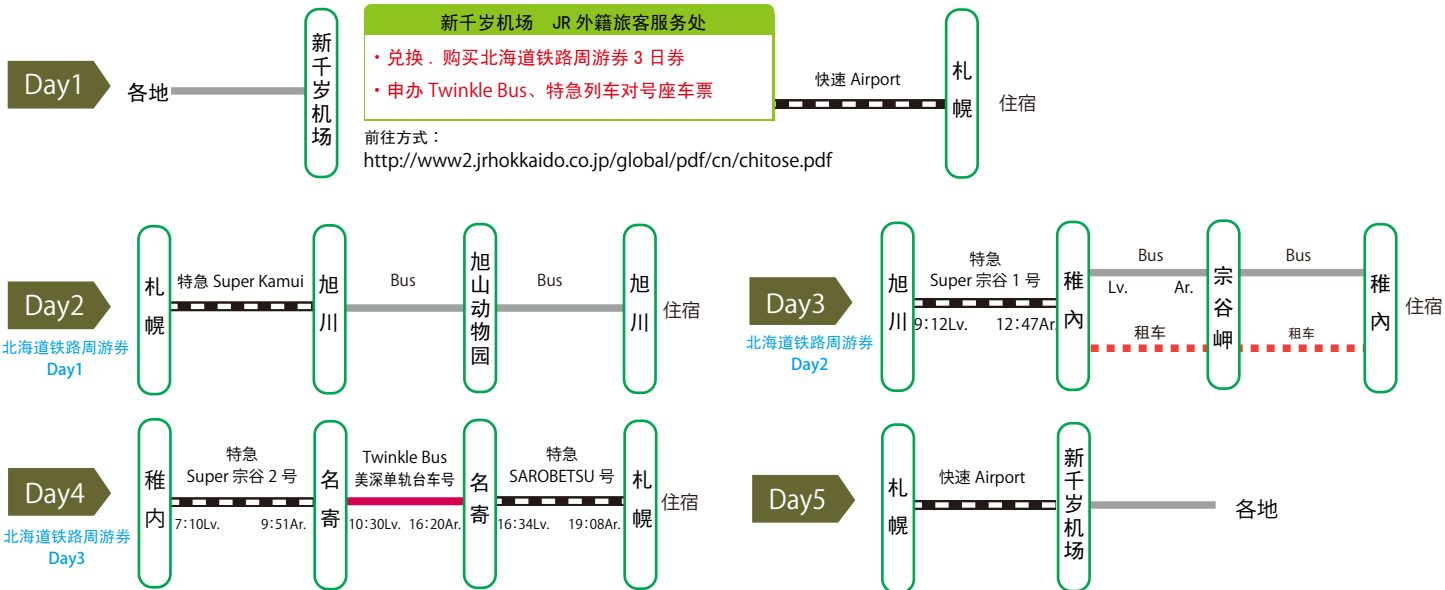 Day1
各地
新千岁机场
新千岁机场 JR 外籍旅客服务处
・兑换．购买北海道铁路周游券 3 日券
・申办 Twinkle Bus、特急列车对号座车票
前往方式：
http://www2.jrhokkaido.co.jp/global/pdf/cn/chitose.pdf
快速 Airport
札幌
住宿
Day2
北海道铁路周游券
Day1
札幌
特急 Super Kamui
旭川
Bus
旭山动物园
Bus
旭川
住宿
Day3
北海道铁路周游券
Day2
旭川
特急
Super 宗谷 1 号
9:12Lv. 12:47Ar.
稚內
Bus
Lv. Ar.
租车
宗谷岬
Bus
租车
稚內
住宿
Day4
北海道铁路周游券
Day3
稚内
特急
Super 宗谷 2 号
7:10Lv. 9:51Ar.
名寄
Twinkle Bus
美深单轨台车号
10:30Lv. 16:20Ar.
名寄
特急
SAROBETSU 号
16:34Lv. 19:08Ar.
札幌
住宿
Day5
札幌
快速 Airport
新千岁机场
各地